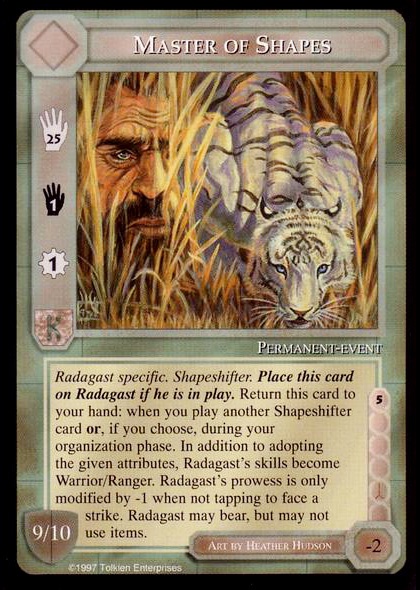 MASTER OF SHAPES
25
1
1
PERMANENT-EVENT
Radagast specific. Shapeshifter. Place this card
on Radagast if he is in play. Return this card to
your hand: when you play another Shapeshifter
card or, if you choose, during your
organization phase. In addition to adopting
the given attributes, Radagast's skills become
Warrior/Ranger. Radagast's prowess is only
modified by -1 when not tapping to face a
strike. Radagast may bear, but may not
use items.
5
9/10
ART BY HEATHER HUDSON
-2
©1997 Tolkien Enterprises